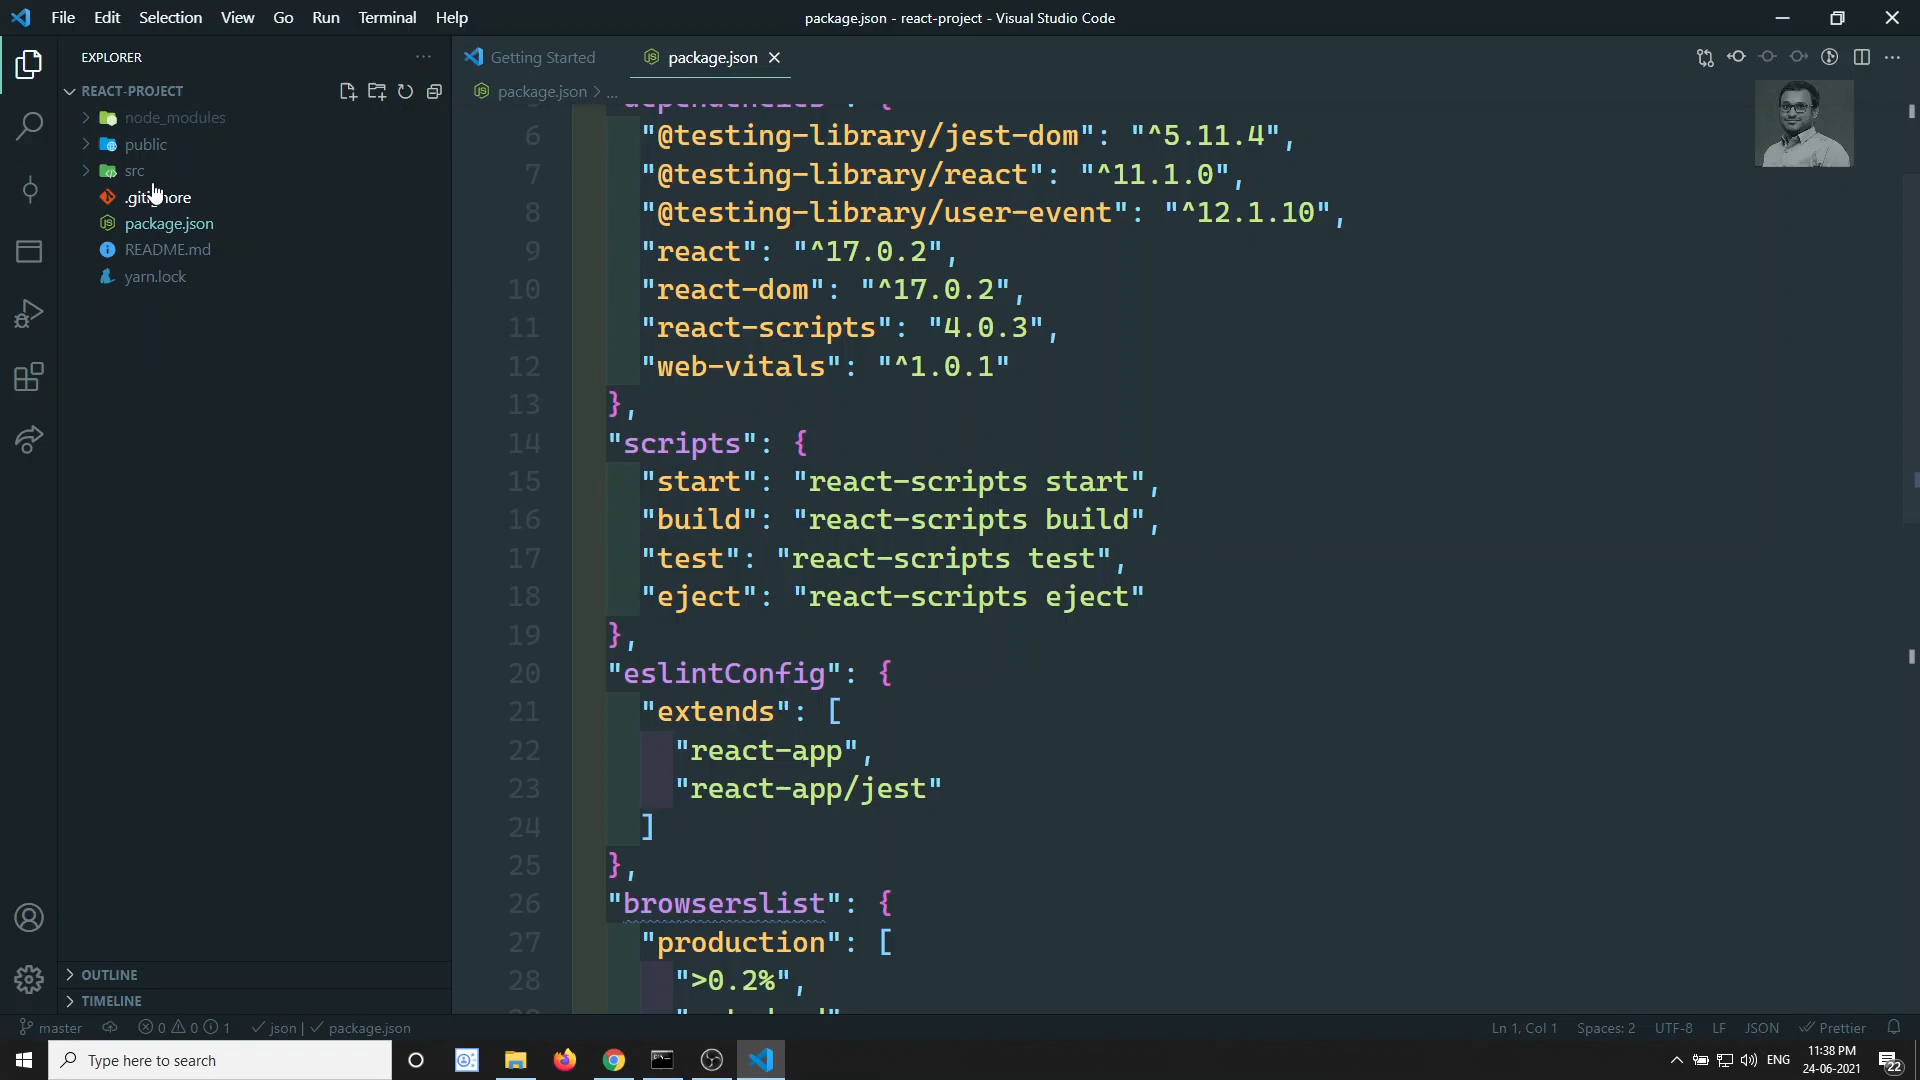 File Edit Selection View Go Run Terminal Help
package.json - react-project - Visual Studio Code
EXPLORER
REACT-PROJECT
node_modules
public
src
.gitignore
package.json
README.md
yarn.lock
OUTLINE
TIMELINE
Getting Started
package.json
package.json > ...
"dependencies": {
6 "@testing-library/jest-dom": "^5.11.4",
7 "@testing-library/react": "^11.1.0",
8 "@testing-library/user-event": "^12.1.10",
9 "react": "^17.0.2",
10 "react-dom": "^17.0.2",
11 "react-scripts": "4.0.3",
12 "web-vitals": "^1.0.1"
13 },
14 "scripts": {
15 "start": "react-scripts start",
16 "build": "react-scripts build",
17 "test": "react-scripts test",
18 "eject": "react-scripts eject"
19 },
20 "eslintConfig": {
21 "extends": [
22 "react-app",
23 "react-app/jest"
24 ]
25 },
26 "browserslist": {
27 "production": [
28 ">0.2%",
master 0 0 1 json | package.json
Ln 1, Col 1 Spaces: 2 UTF-8 LF JSON Prettier
Type here to search
ENG
11:38 PM
24-06-2021
22